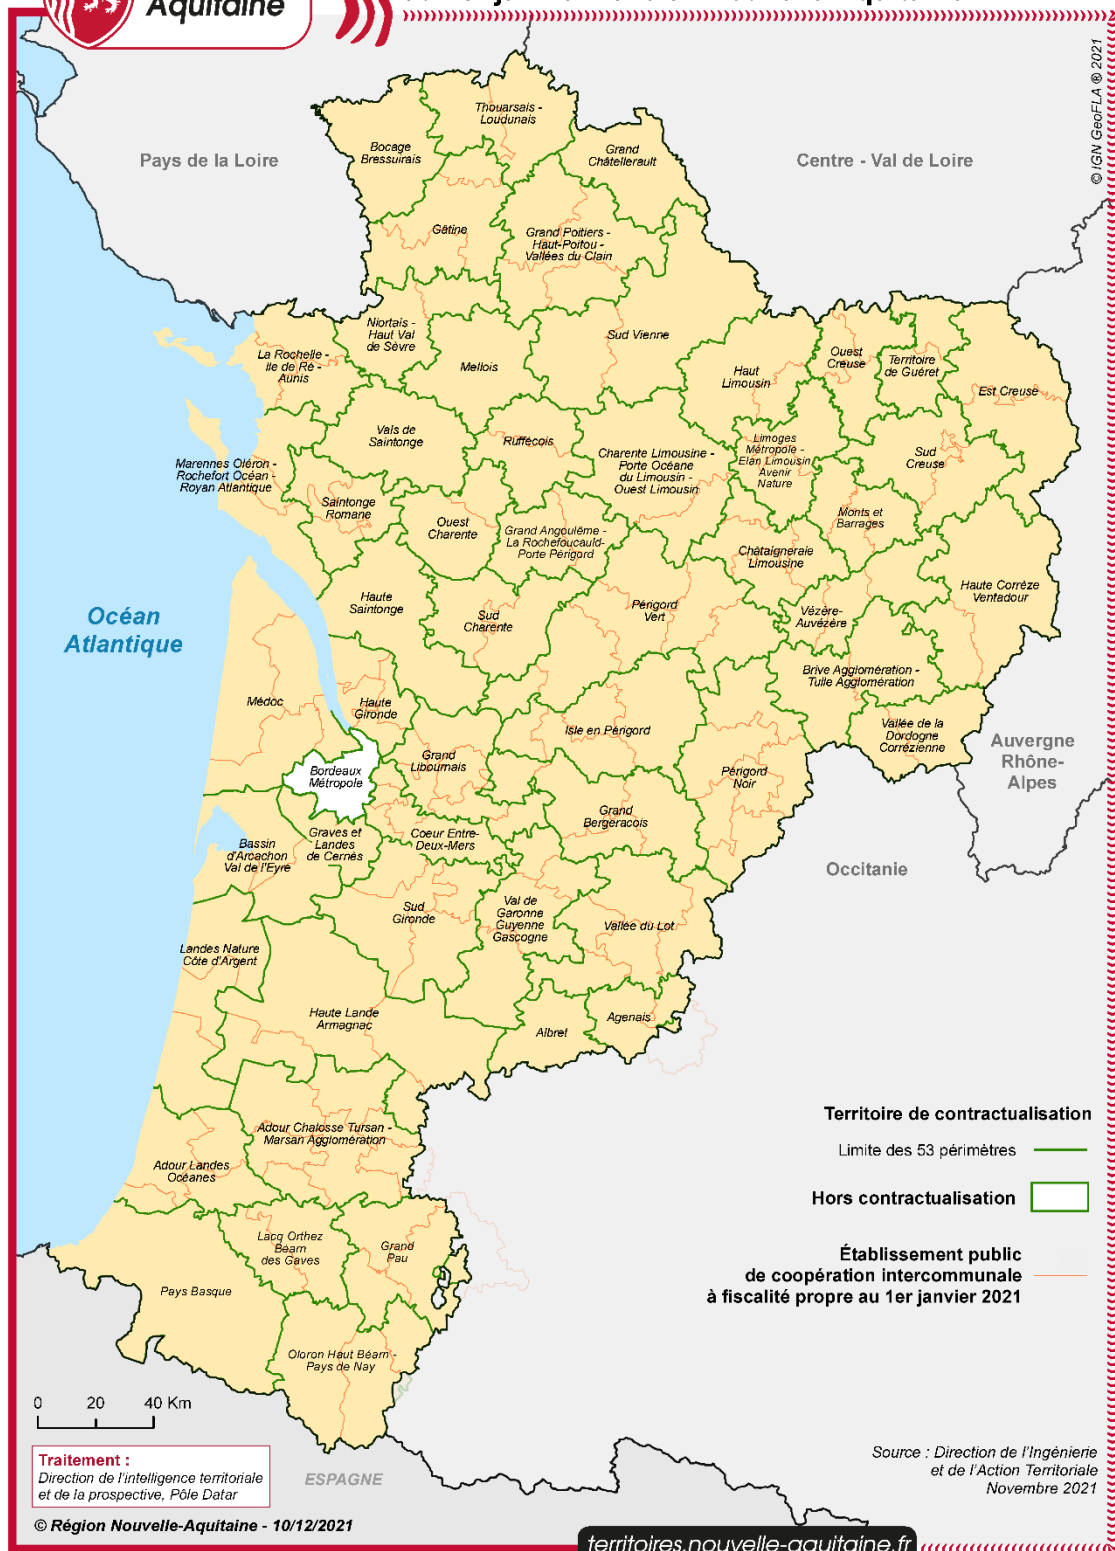 Aquitaine
© IGN GeoFLA ® 2021
Pays de la Loire
Centre - Val de Loire
Thouarsais -
Loudunais
Bocage
Bressuirais
Grand
Châtellerault
Gâtine
Grand Poitiers -
Haut-Poitou -
Vallées du Clain
Niortais -
Haut Val
de Sèvre
Sud Vienne
La Rochelle -
Ile de Ré -
Aunis
Mellois
Haut
Limousin
Ouest
Creuse
Territoire
de Guéret
Est Creuse
Vals de
Saintonge
Ruffécois
Charente Limousine -
Porte Océane
du Limousin -
Ouest Limousin
Limoges
Métropole -
Elan Limousin
Avenir
Nature
Sud
Creuse
Marennes Oléron -
Rochefort Océan -
Royan Atlantique
Saintonge
Romane
Ouest
Charente
Grand Angoulême -
La Rochefoucauld-
Porte Périgord
Monts et
Barrages
Châtaigneraie
Limousine
Haute Corrèze
Ventadour
Océan
Atlantique
Haute
Saintonge
Sud
Charente
Périgord
Vert
Vézère-
Auvézère
Brive Agglomération -
Tulle Agglomération
Médoc
Haute
Gironde
Isle en Périgord
Vallée de la
Dordogne
Corrézienne
Auvergne
Rhône-
Alpes
Bordeaux
Métropole
Grand
Libournais
Périgord
Noir
Grand
Bergeracois
Graves et
Landes
de Cernés
Coeur Entre-
Deux-Mers
Bassin
d'Arcachon
Val de l'Eyre
Occitanie
Sud
Gironde
Val de
Garonne
Guyenne
Gascogne
Vallée du Lot
Landes Nature
Côte d'Argent
Haute Lande
Armagnac
Albret
Agenais
Adour Chalosse Tursan -
Marsan Agglomération
Adour Landes
Océanes
Lacq Orthez
Béarn
des Gaves
Grand
Pau
Pays Basque
Oloron Haut Béarn -
Pays de Nay
ESPAGNE
Territoire de contractualisation
Limite des 53 périmètres
Hors contractualisation
Établissement public
de coopération intercommunale
à fiscalité propre au 1er janvier 2021
0 20 40 Km
Traitement :
Direction de l'intelligence territoriale
et de la prospective, Pôle Datar
Source : Direction de l'Ingénierie
et de l'Action Territoriale
Novembre 2021
© Région Nouvelle-Aquitaine - 10/12/2021
territoires.nouvelle-aquitaine.fr